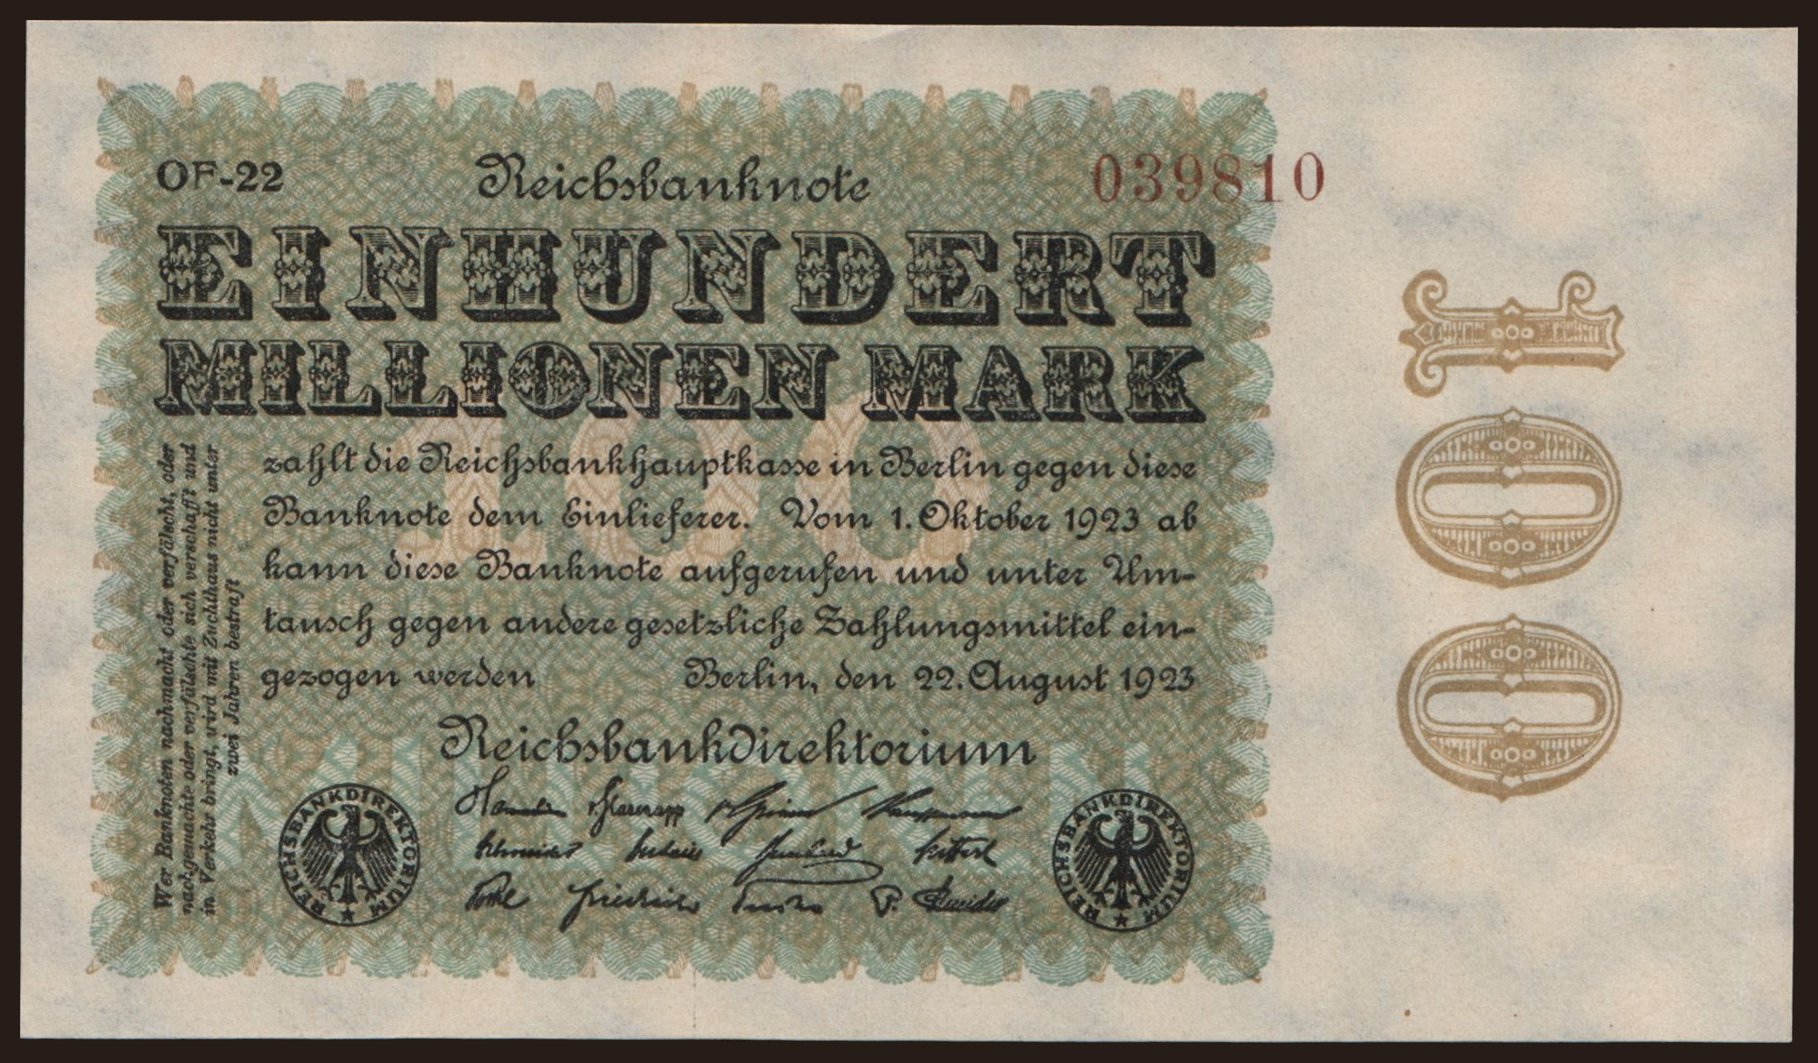 OF-22
Reichsbanknote
039810
EINHUNDERT
MILLIONEN MARK
100
zahlt die Reichsbankhauptkasse in Berlin gegen diese
Banknote dem Einlieferer. Vom 1. Oktober 1923 ab
kann diese Banknote aufgerufen und unter Um-
tausch gegen andere gesetzliche Zahlungsmittel ein-
gezogen werden
Berlin, den 22. August 1923
Reichsbankdirektorium
Wer Banknoten nachmacht oder verfälscht, oder
nachgemachte oder verfälschte sich verschafft und
in Verkehr bringt, wird mit Zuchthaus nicht unter
zwei Jahren bestraft
REICHSBANKDIREKTORIUM
REICHSBANKDIREKTORIUM
100